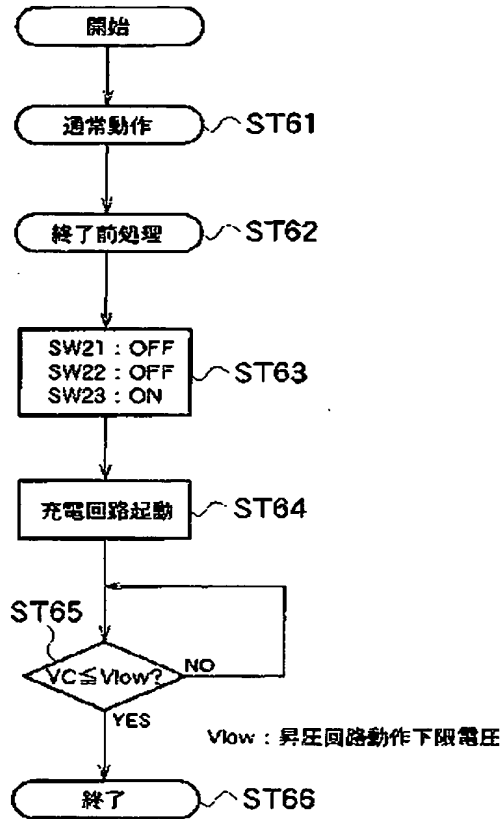 開始
通常動作 ST61
終了前処理 ST62
SW21 : OFF
SW22 : OFF
SW23 : ON
ST63
充電回路起動 ST64
ST65
VC≦Vlow?
NO
YES
Vlow : 昇圧回路動作下限電圧
終了 ST66